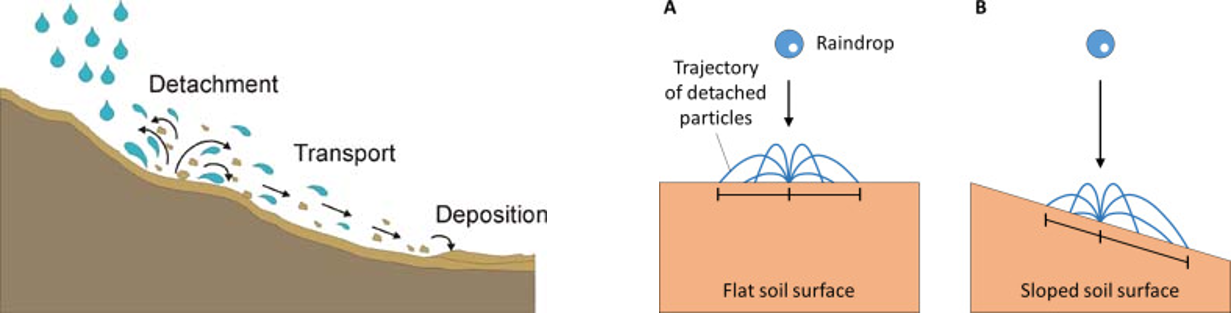 Detachment
Transport
Deposition
A
Raindrop
Trajectory
of detached
particles
Flat soil surface
B
Sloped soil surface